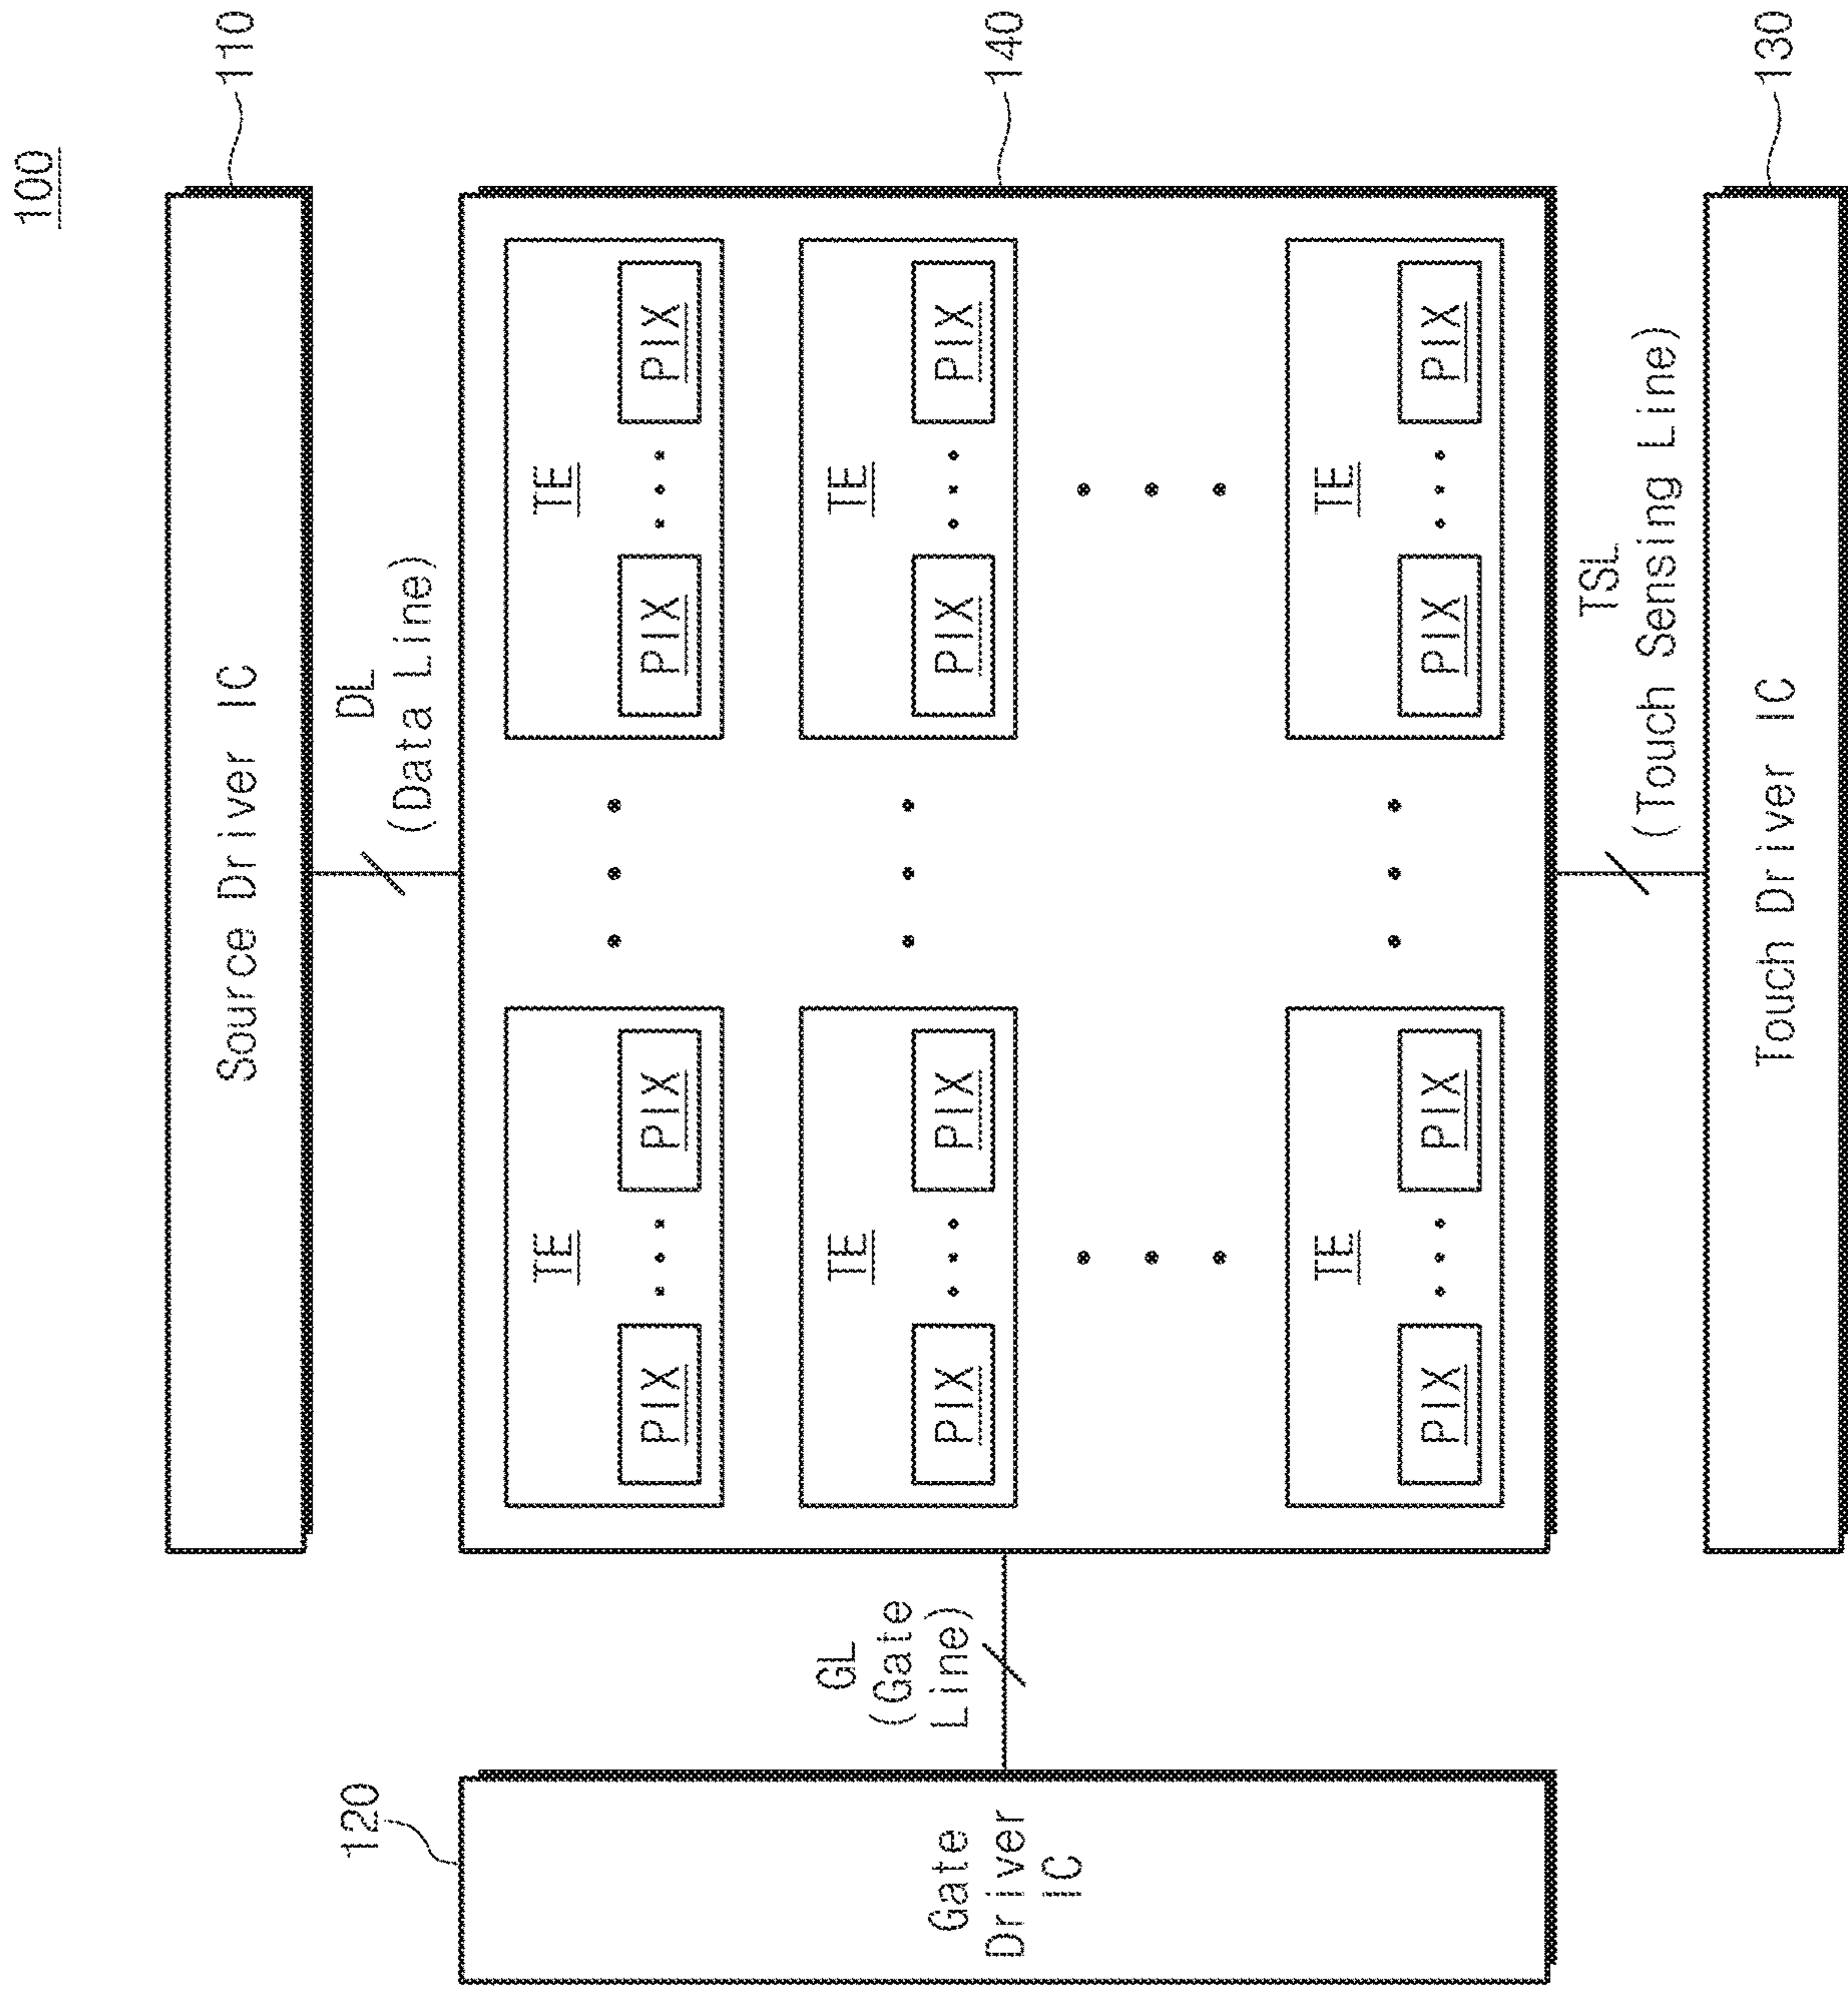 100
Source Driver IC
110
DL
(Data Line)
120
Gate
Driver
IC
GL
(Gate
Line)
140
TE
PIX
PIX
TE
PIX
PIX
TE
PIX
PIX
TE
PIX
PIX
TE
PIX
PIX
TE
PIX
PIX
TSL
(Touch Sensing Line)
Touch Driver IC
130